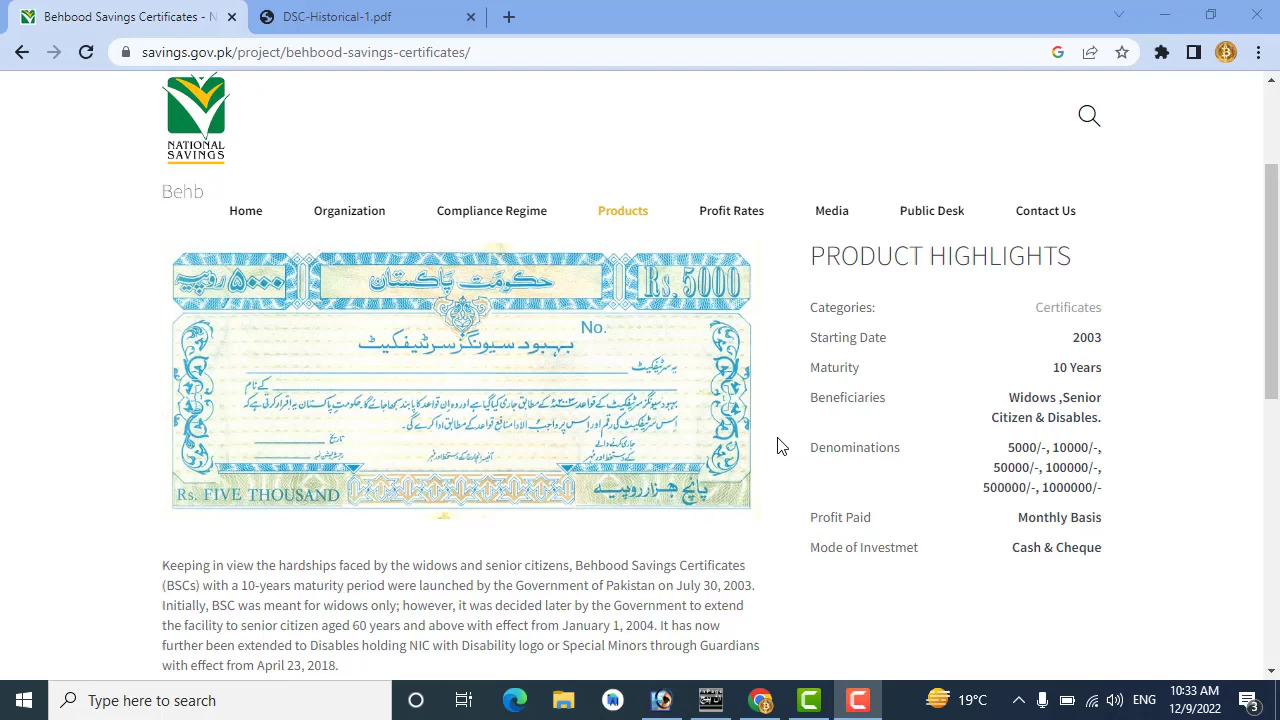 Behbood Savings Certificates - N
DSC-Historical-1.pdf
savings.gov.pk/project/behbood-savings-certificates/
NATIONAL
SAVINGS
Behb
Home Organization Compliance Regime Products Profit Rates Media Public Desk Contact Us
۵۰۰۰ روپیہ حکومت پاکستان Rs. 5000
No.
بہبود سیونگز سرٹیفکیٹ
یہ سرٹیفکیٹ
کے نام
تاریخ
Rs. FIVE THOUSAND
پانچ ہزار روپے
PRODUCT HIGHLIGHTS
Categories: Certificates
Starting Date 2003
Maturity 10 Years
Beneficiaries Widows ,Senior
Citizen & Disables.
Denominations 5000/-, 10000/-,
50000/-, 100000/-,
500000/-, 1000000/-
Profit Paid Monthly Basis
Mode of Investmet Cash & Cheque
Keeping in view the hardships faced by the widows and senior citizens, Behbood Savings Certificates
(BSCs) with a 10-years maturity period were launched by the Government of Pakistan on July 30, 2003.
Initially, BSC was meant for widows only; however, it was decided later by the Government to extend
the facility to senior citizen aged 60 years and above with effect from January 1, 2004. It has now
further been extended to Disables holding NIC with Disability logo or Special Minors through Guardians
with effect from April 23, 2018.
Type here to search
19°C
ENG
10:33 AM
12/9/2022
3